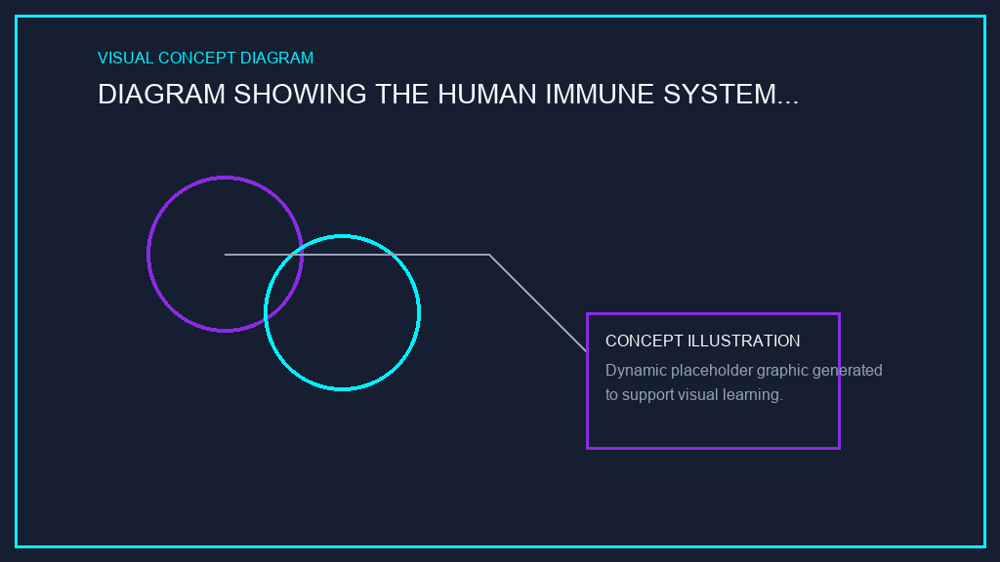 VISUAL CONCEPT DIAGRAM
DIAGRAM SHOWING THE HUMAN IMMUNE SYSTEM...
CONCEPT ILLUSTRATION
Dynamic placeholder graphic generated
to support visual learning.